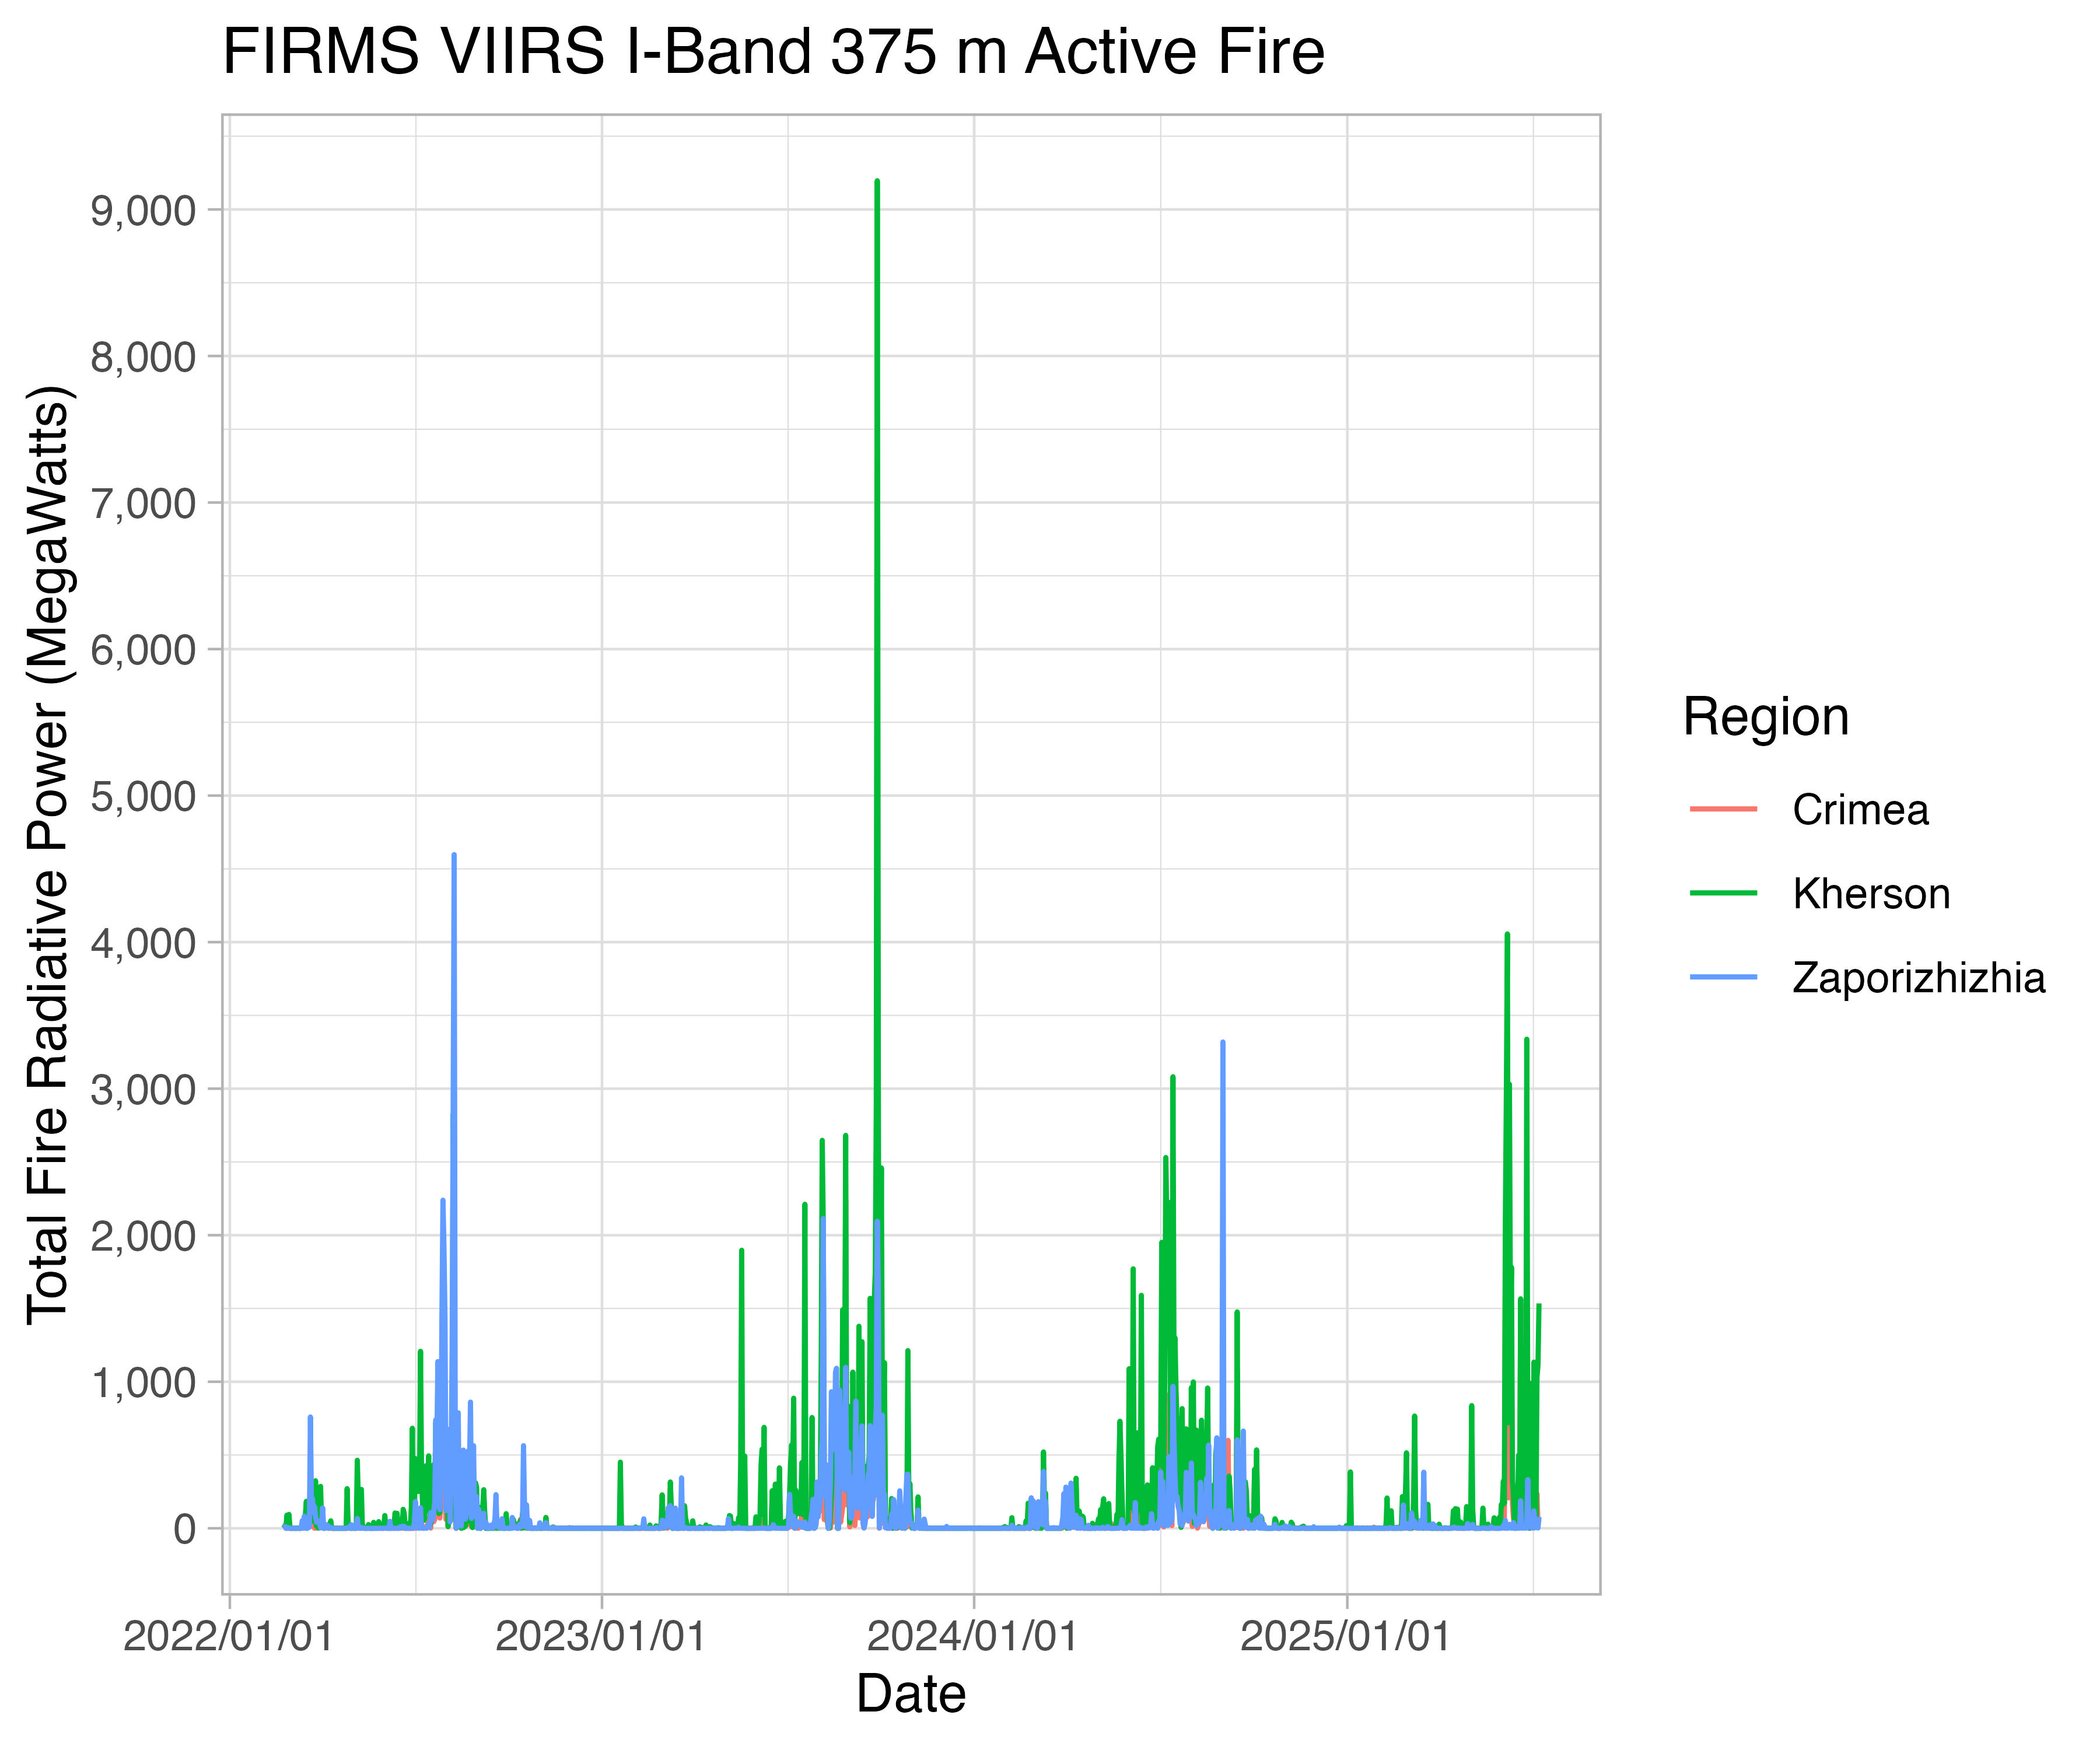 FIRMS VIIRS I-Band 375 m Active Fire
Total Fire Radiative Power (MegaWatts)
9,000
8,000
7,000
6,000
5,000
4,000
3,000
2,000
1,000
0
2022/01/01
2023/01/01
2024/01/01
2025/01/01
Date
Region
Crimea
Kherson
Zaporizhizhia